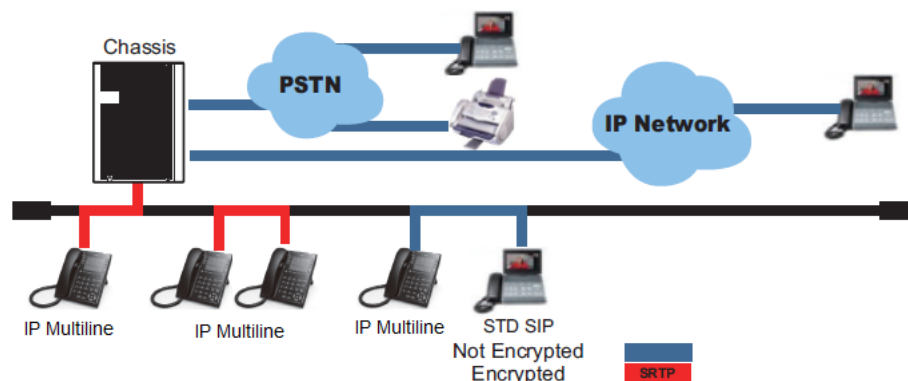 Chassis
PSTN
IP Network
IP Multiline
IP Multiline
IP Multiline
STD SIP
Not Encrypted
Encrypted
SRTP